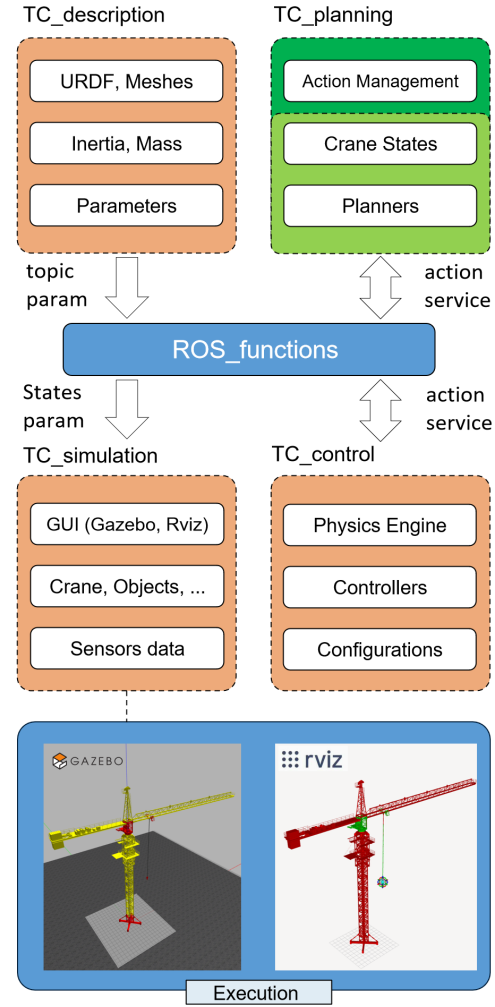 TC_description
TC_planning
URDF, Meshes
Action Management
Inertia, Mass
Crane States
Parameters
Planners
topic
param
action
service
ROS_functions
States
param
action
service
TC_simulation
TC_control
GUI (Gazebo, Rviz)
Physics Engine
Crane, Objects, ...
Controllers
Sensors data
Configurations
GAZEBO
rviz
Execution